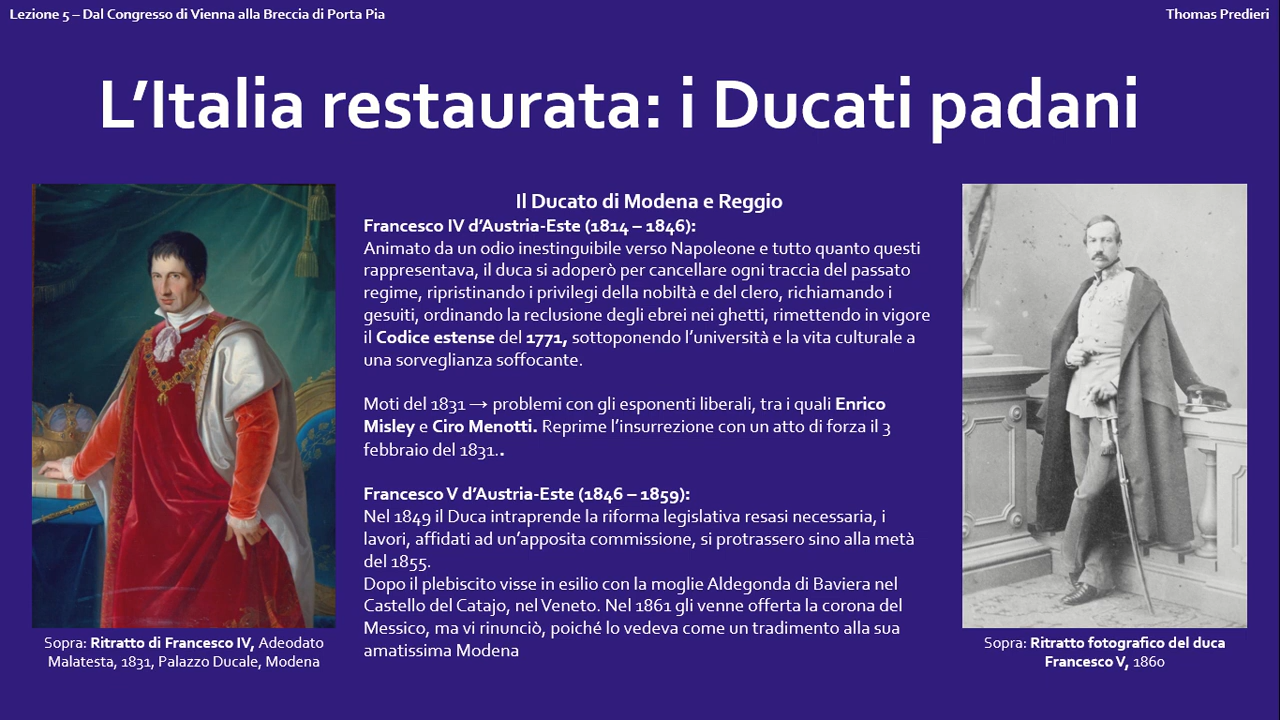 Lezione 5 – Dal Congresso di Vienna alla Breccia di Porta Pia
Thomas Predieri
L’Italia restaurata: i Ducati padani
Il Ducato di Modena e Reggio
Francesco IV d’Austria-Este (1814 – 1846):
Animato da un odio inestinguibile verso Napoleone e tutto quanto questi
rappresentava, il duca si adoperò per cancellare ogni traccia del passato
regime, ripristinando i privilegi della nobiltà e del clero, richiamando i
gesuiti, ordinando la reclusione degli ebrei nei ghetti, rimettendo in vigore
il Codice estense del 1771, sottoponendo l’università e la vita culturale a
una sorveglianza soffocante.
Moti del 1831 → problemi con gli esponenti liberali, tra i quali Enrico
Misley e Ciro Menotti. Reprime l’insurrezione con un atto di forza il 3
febbraio del 1831..
Francesco V d’Austria-Este (1846 – 1859):
Nel 1849 il Duca intraprende la riforma legislativa resasi necessaria, i
lavori, affidati ad un’apposita commissione, si protrassero sino alla metà
del 1855.
Dopo il plebiscito visse in esilio con la moglie Aldegonda di Baviera nel
Castello del Catajo, nel Veneto. Nel 1861 gli venne offerta la corona del
Messico, ma vi rinunciò, poiché lo vedeva come un tradimento alla sua
amatissima Modena
Sopra: Ritratto di Francesco IV, Adeodato
Malatesta, 1831, Palazzo Ducale, Modena
Sopra: Ritratto fotografico del duca
Francesco V, 1860